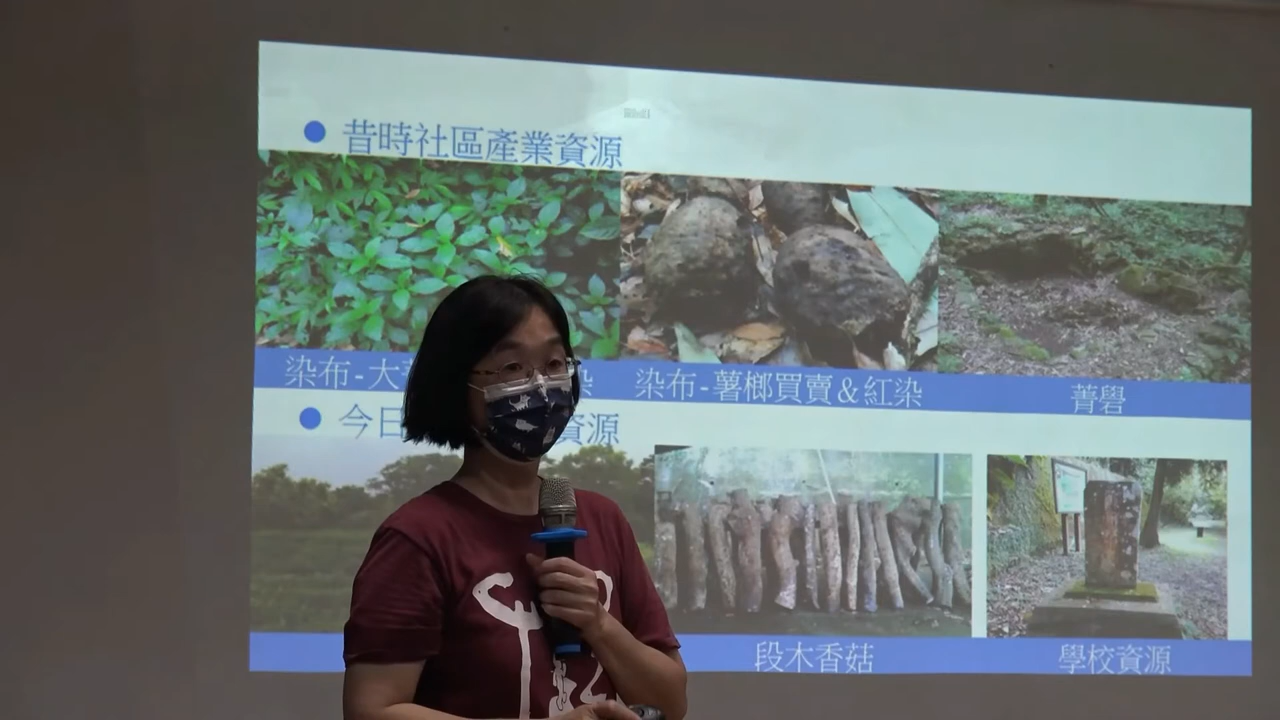 昔時社區產業資源
染布-大
染布-薯榔買賣&紅染
菁礐
今日
資源
段木香菇
學校資源